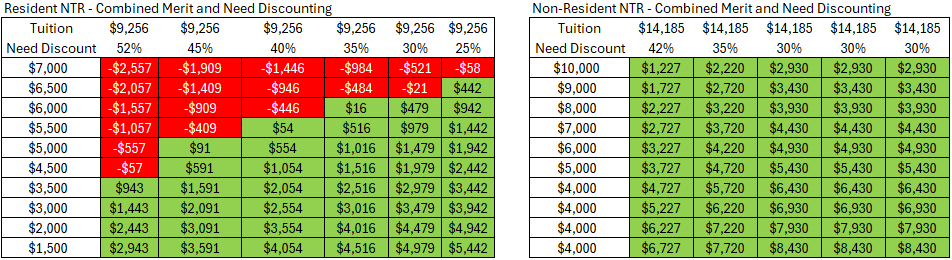 Resident NTR - Combined Merit and Need Discounting
Tuition $9,256 $9,256 $9,256 $9,256 $9,256 $9,256
Need Discount 52% 45% 40% 35% 30% 25%
$7,000 -$2,557 -$1,909 -$1,446 -$984 -$521 -$58
$6,500 -$2,057 -$1,409 -$946 -$484 -$21 $442
$6,000 -$1,557 -$909 -$446 $16 $479 $942
$5,500 -$1,057 -$409 $54 $516 $979 $1,442
$5,000 -$557 $91 $554 $1,016 $1,479 $1,942
$4,500 -$57 $591 $1,054 $1,516 $1,979 $2,442
$3,500 $943 $1,591 $2,054 $2,516 $2,979 $3,442
$3,000 $1,443 $2,091 $2,554 $3,016 $3,479 $3,942
$2,000 $2,443 $3,091 $3,554 $4,016 $4,479 $4,942
$1,500 $2,943 $3,591 $4,054 $4,516 $4,979 $5,442
Non-Resident NTR - Combined Merit and Need Discounting
Tuition $14,185 $14,185 $14,185 $14,185 $14,185
Need Discount 42% 35% 30% 30% 30%
$10,000 $1,227 $2,220 $2,930 $2,930 $2,930
$9,000 $1,727 $2,720 $3,430 $3,430 $3,430
$8,000 $2,227 $3,220 $3,930 $3,930 $3,930
$7,000 $2,727 $3,720 $4,430 $4,430 $4,430
$6,000 $3,227 $4,220 $4,930 $4,930 $4,930
$5,000 $3,727 $4,720 $5,430 $5,430 $5,430
$4,000 $4,727 $5,720 $6,430 $6,430 $6,430
$4,000 $5,227 $6,220 $6,930 $6,930 $6,930
$4,000 $6,227 $7,220 $7,930 $7,930 $7,930
$4,000 $6,727 $7,720 $8,430 $8,430 $8,430